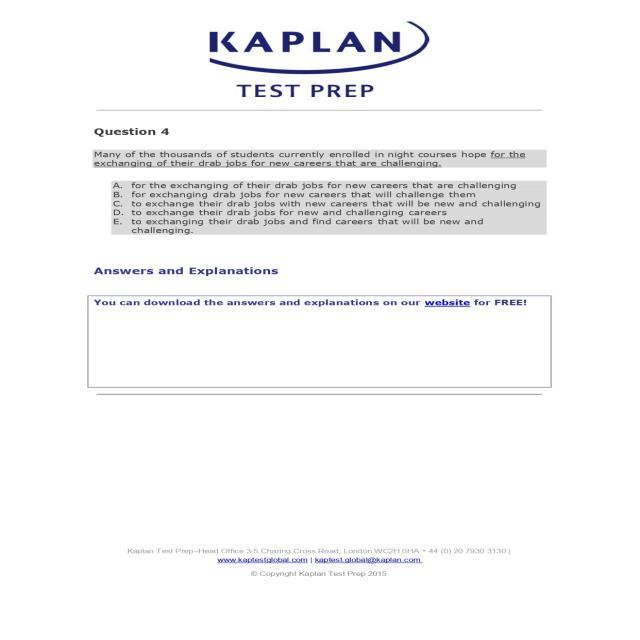 KAPLAN
TEST PREP
Question 4
Many of the thousands of students currently enrolled in night courses hope for the
exchanging of their drab jobs for new careers that are challenging.
A. for the exchanging of their drab jobs for new careers that are challenging
B. for exchanging drab jobs for new careers that will challenge them
C. to exchange their drab jobs with new careers that will be new and challenging
D. to exchange their drab jobs for new and challenging careers
E. to exchanging their drab jobs and find careers that will be new and
challenging.
Answers and Explanations
You can download the answers and explanations on our website for FREE!
Kaplan Test Prep–Head Office 3-5 Charing Cross Road, London WC2H 0HA + 44 (0) 20 7930 3130 |
www.kaptestglobal.com | kaptest.global@kaplan.com
© Copyright Kaplan Test Prep 2015